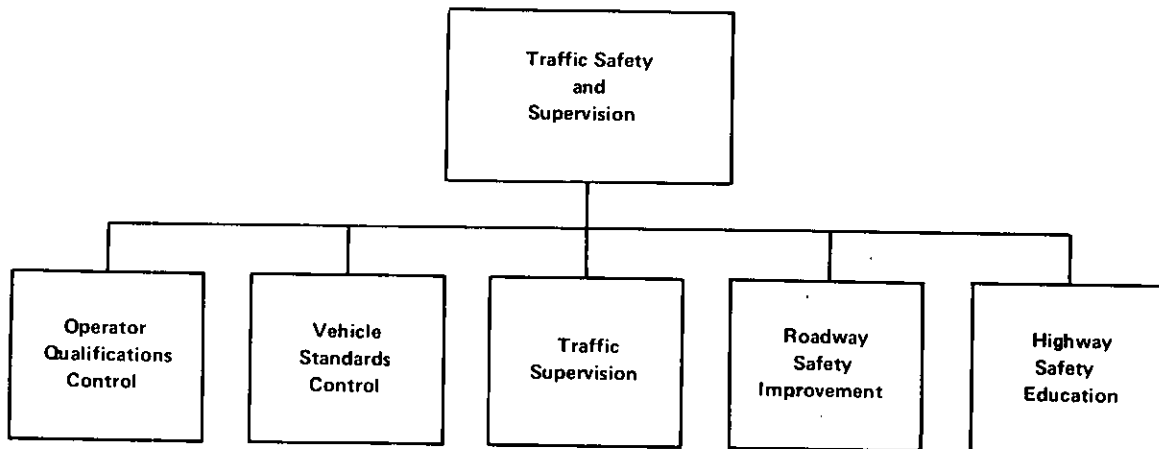 Traffic Safety
and
Supervision
Operator
Qualifications
Control
Vehicle
Standards
Control
Traffic
Supervision
Roadway
Safety
Improvement
Highway
Safety
Education